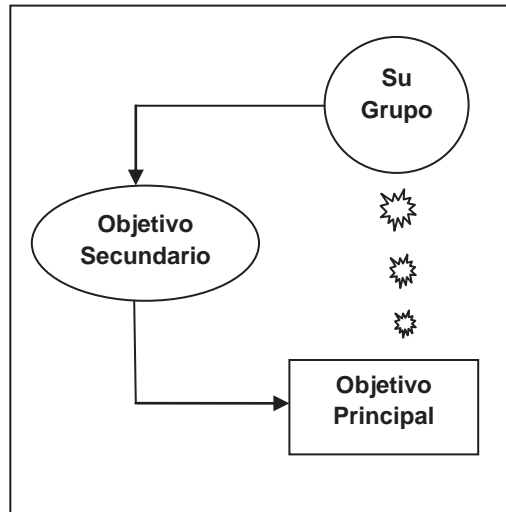 Su
Grupo
Objetivo
Secundario
Objetivo
Principal